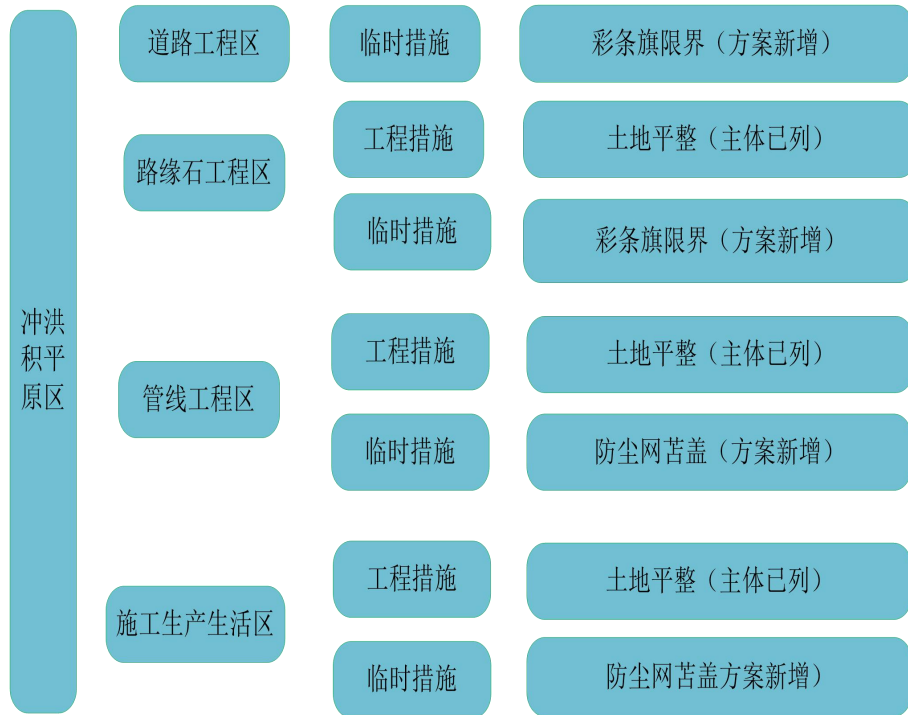 冲洪
积平
原区
道路工程区
临时措施
彩条旗限界（方案新增）
路缘石工程区
工程措施
土地平整（主体已列）
临时措施
彩条旗限界（方案新增）
管线工程区
工程措施
土地平整（主体已列）
临时措施
防尘网苫盖（方案新增）
施工生产生活区
工程措施
土地平整（主体已列）
临时措施
防尘网苫盖方案新增）